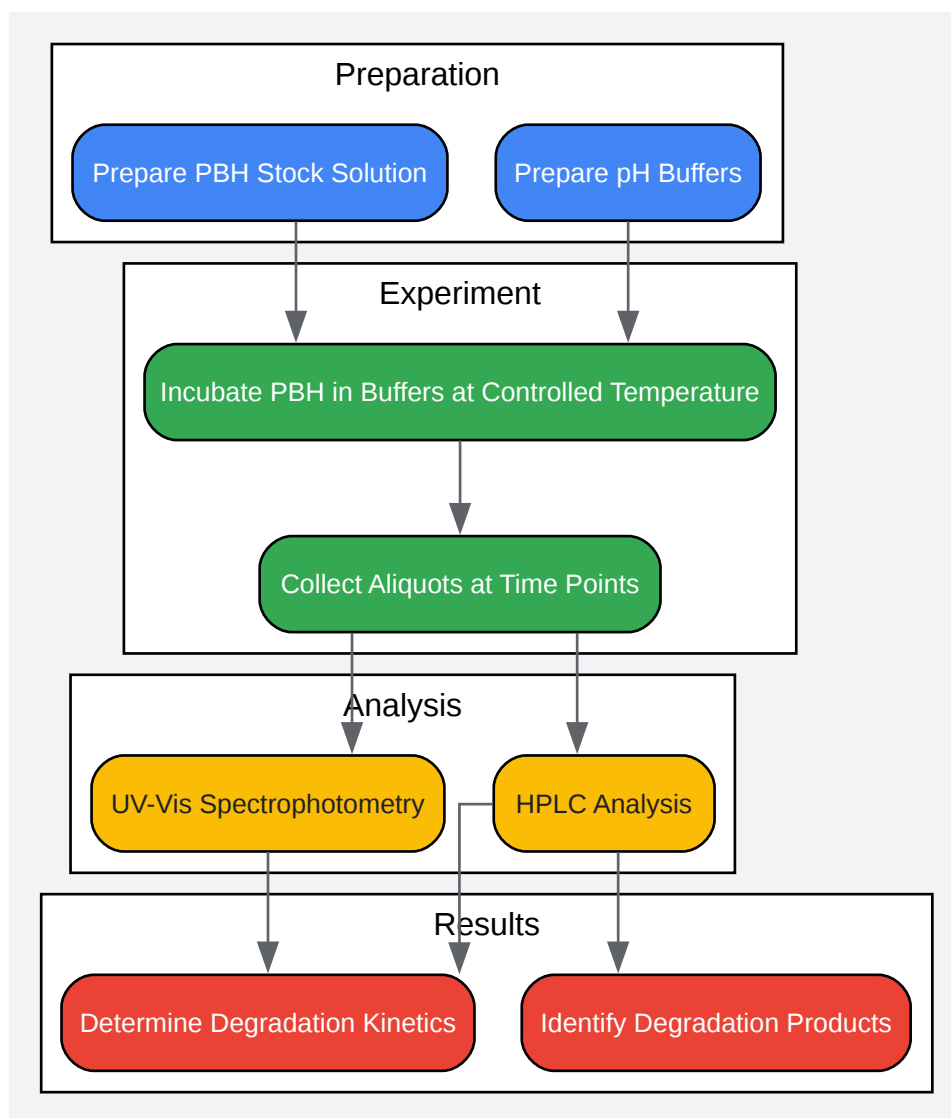 Preparation
Prepare PBH Stock Solution
Prepare pH Buffers
Experiment
Incubate PBH in Buffers at Controlled Temperature
Collect Aliquots at Time Points
Analysis
UV-Vis Spectrophotometry
HPLC Analysis
Results
Determine Degradation Kinetics
Identify Degradation Products